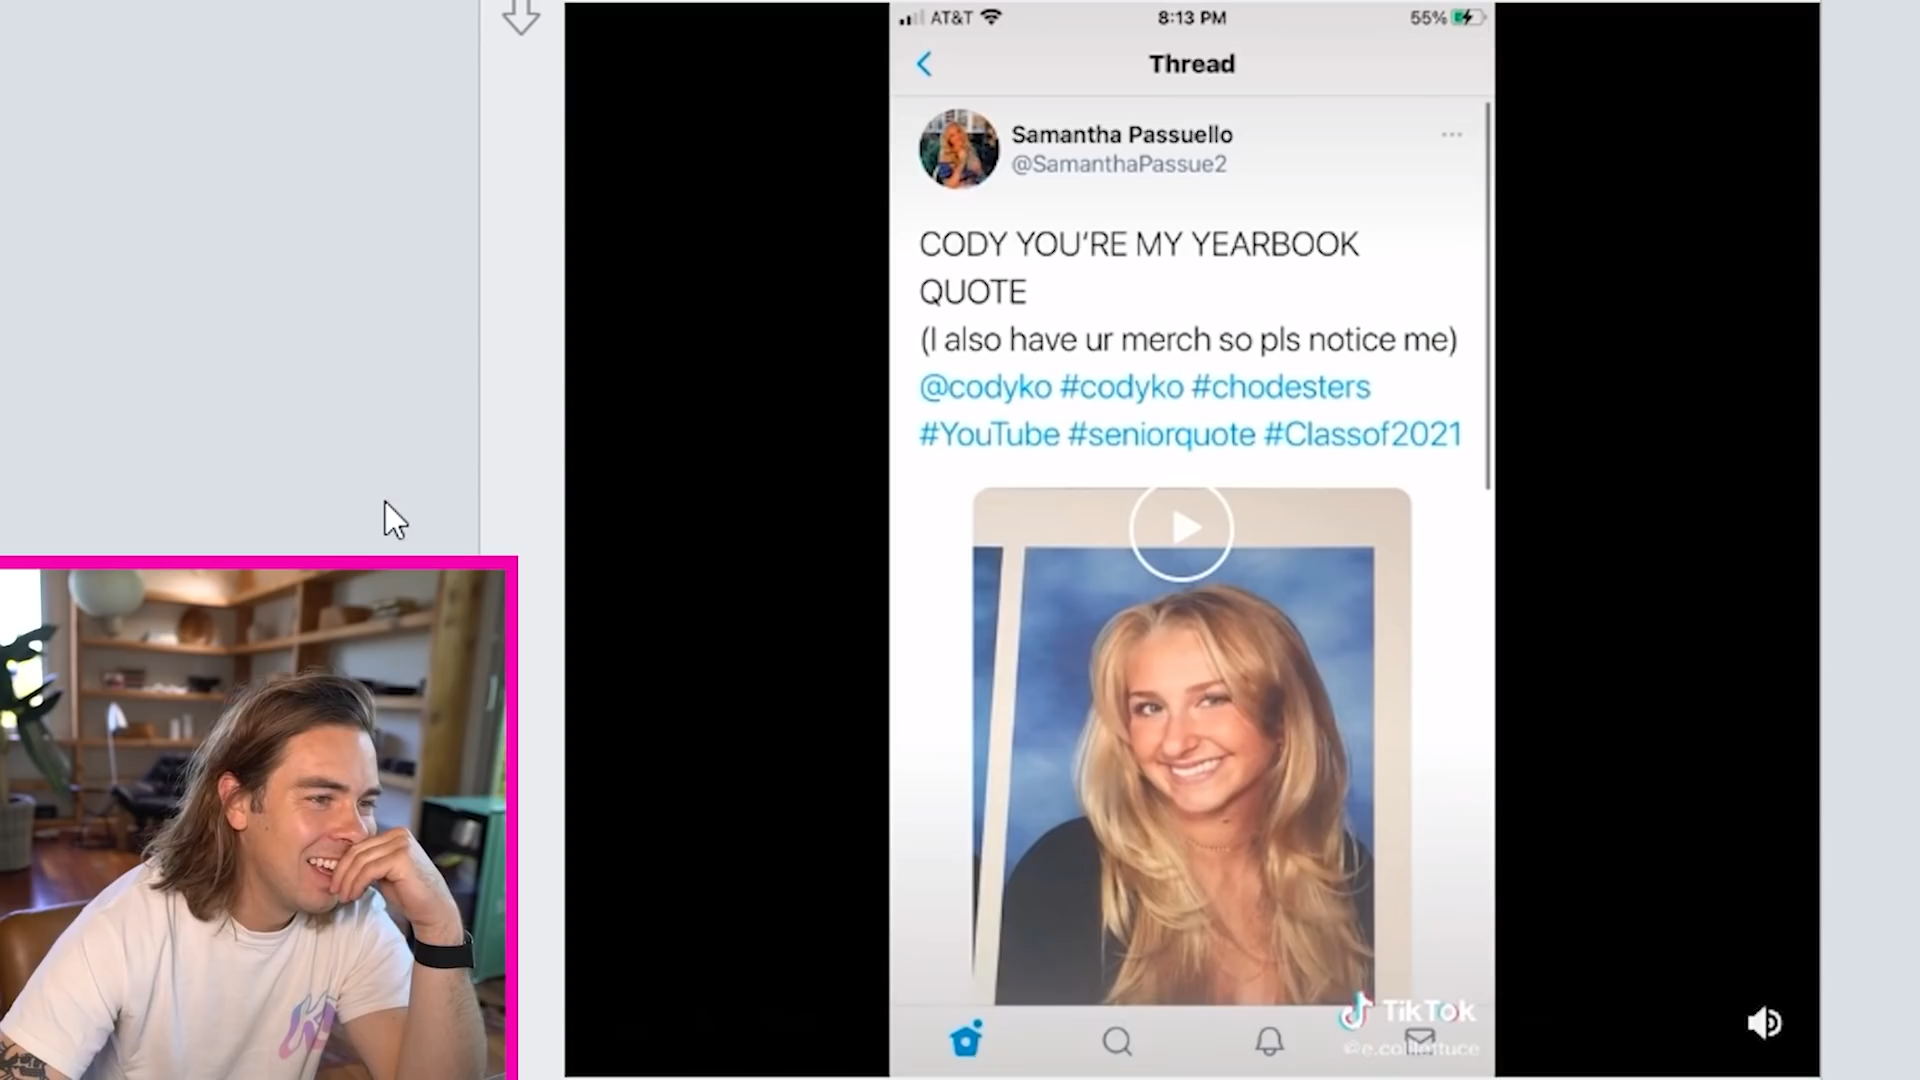 AT&T
8:13 PM
55%
Thread
Samantha Passuello
@SamanthaPassue2
CODY YOU'RE MY YEARBOOK
QUOTE
(I also have ur merch so pls notice me)
@codyko #codyko #chodesters
#YouTube #seniorquote #Classof2021
TikTok